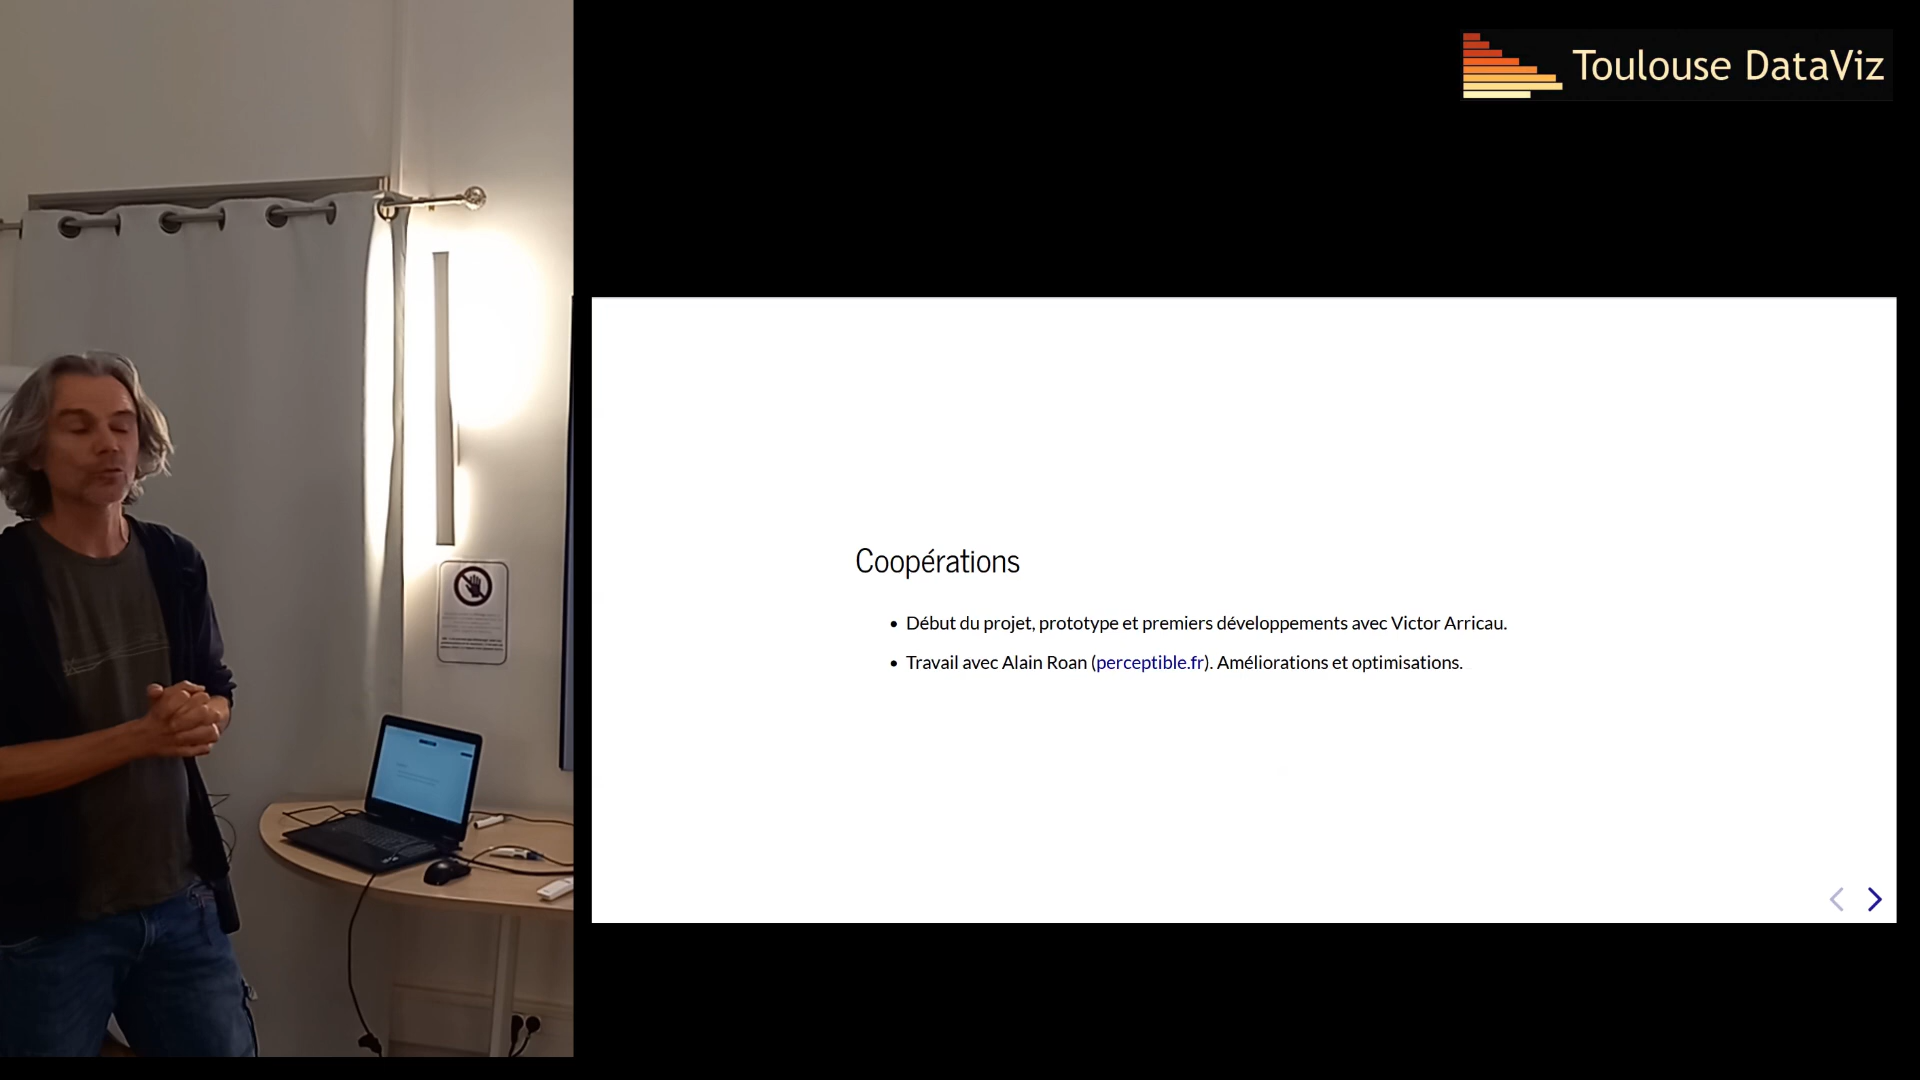 Toulouse DataViz
Coopérations
• Début du projet, prototype et premiers développements avec Victor Arricau.
• Travail avec Alain Roan (perceptible.fr). Améliorations et optimisations.